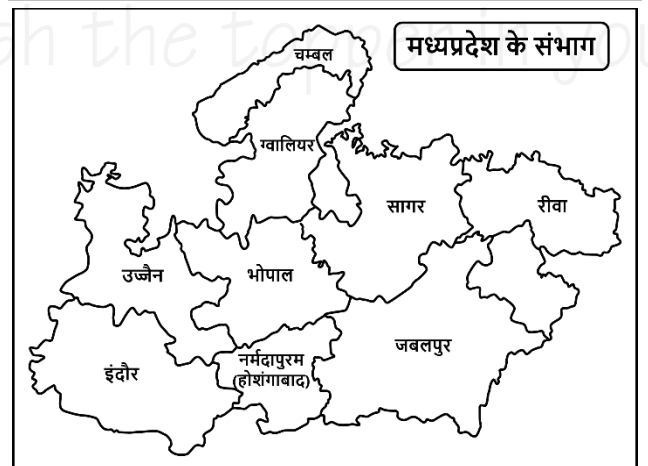 मध्यप्रदेश के संभाग
चम्बल
ग्वालियर
सागर
रीवा
उज्जैन
भोपाल
जबलपुर
इंदौर
नर्मदापुरम
(होशंगाबाद)